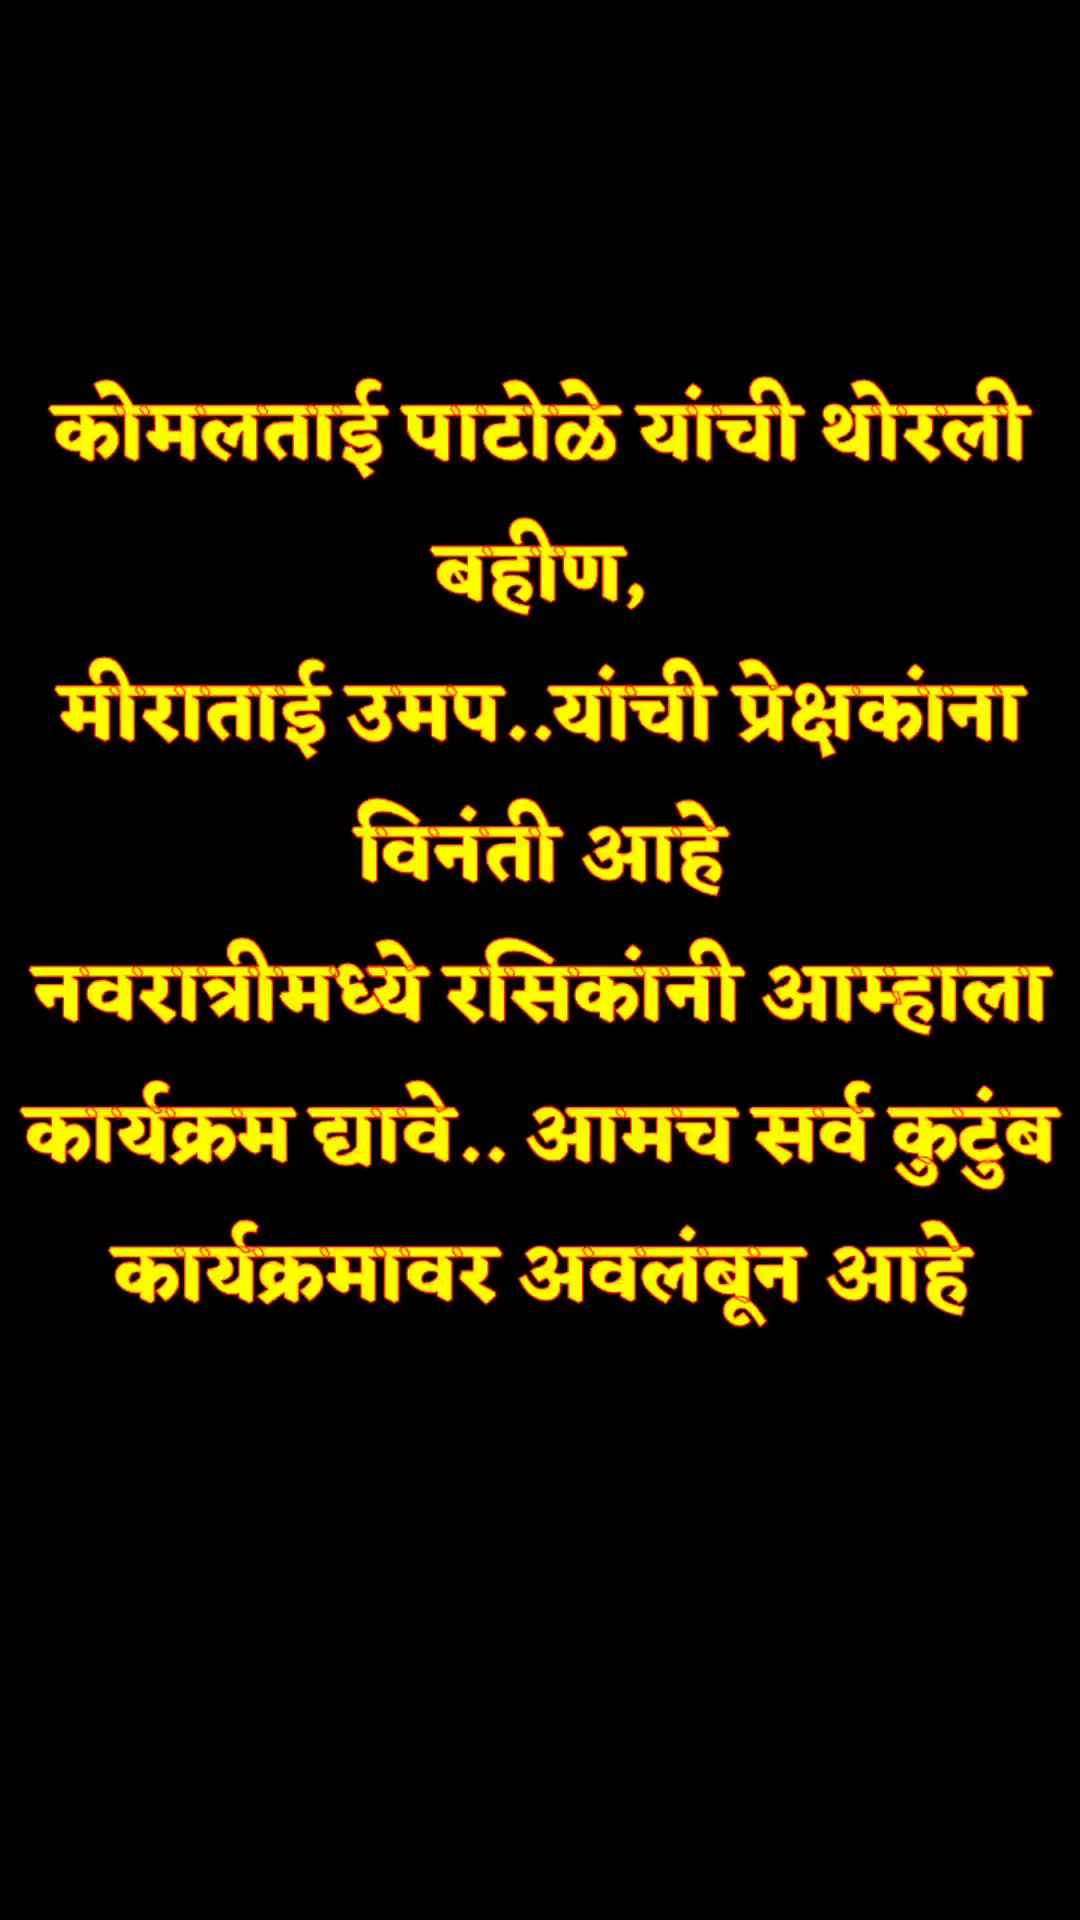 कोमलताई पाटोळे यांची थोरली
बहीण,
मीराताई उमप..यांची प्रेक्षकांना
विनंती आहे
नवरात्रीमध्ये रसिकांनी आम्हाला
कार्यक्रम द्यावे.. आमच सर्व कुटुंब
कार्यक्रमावर अवलंबून आहे